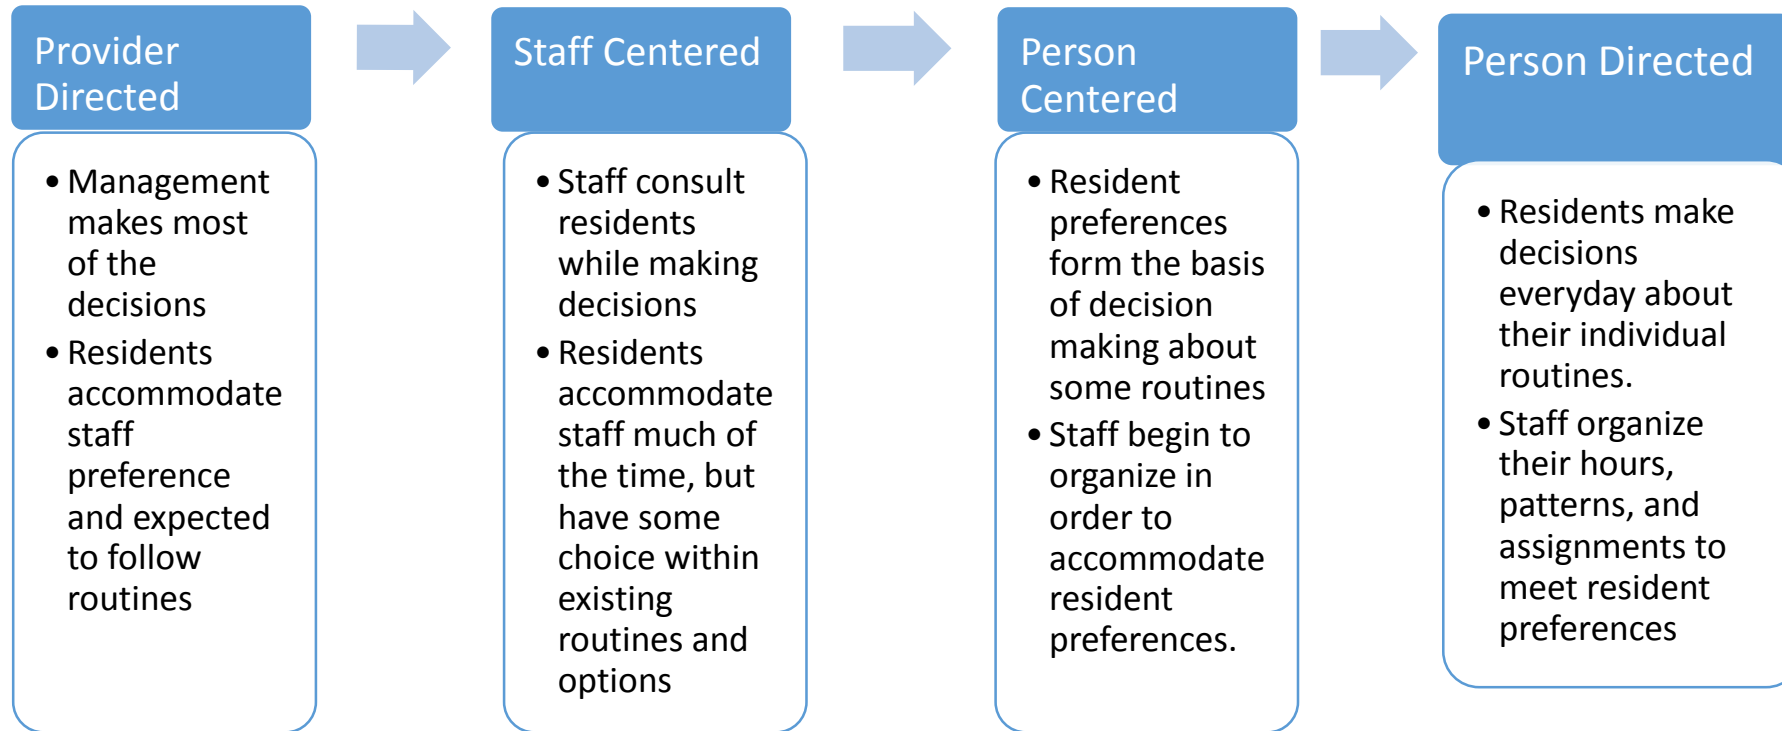 Provider
Directed
• Management
makes most
of the
decisions
• Residents
accommodate
staff
preference
and expected
to follow
routines
Staff Centered
• Staff consult
residents
while making
decisions
• Residents
accommodate
staff much of
the time, but
have some
choice within
existing
routines and
options
Person
Centered
• Resident
preferences
form the basis
of decision
making about
some routines
• Staff begin to
organize in
order to
accommodate
resident
preferences.
Person Directed
• Residents make
decisions
everyday about
their individual
routines.
• Staff organize
their hours,
patterns, and
assignments to
meet resident
preferences